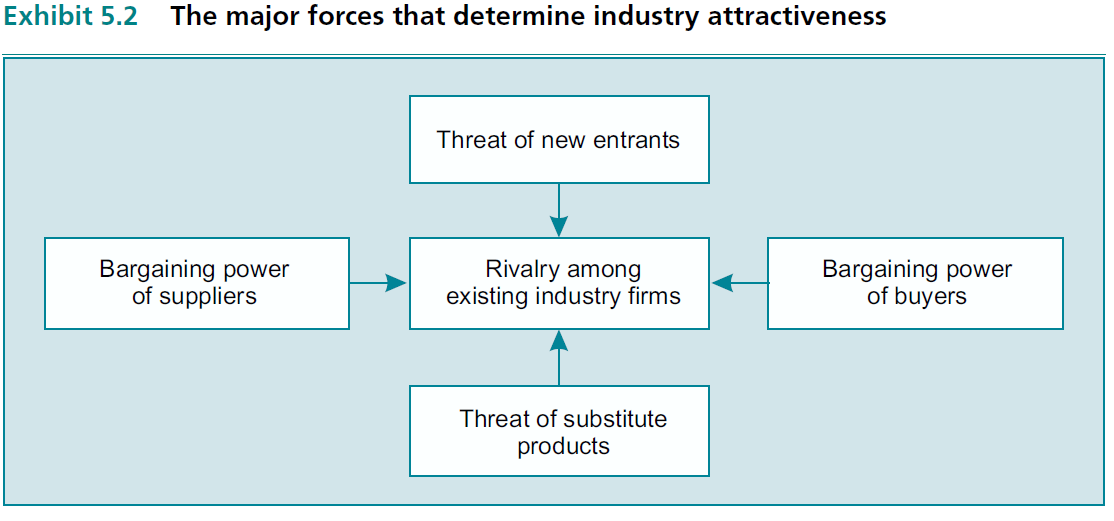 Exhibit 5.2 The major forces that determine industry attractiveness
Threat of new entrants
Bargaining power
of suppliers
Rivalry among
existing industry firms
Bargaining power
of buyers
Threat of substitute
products